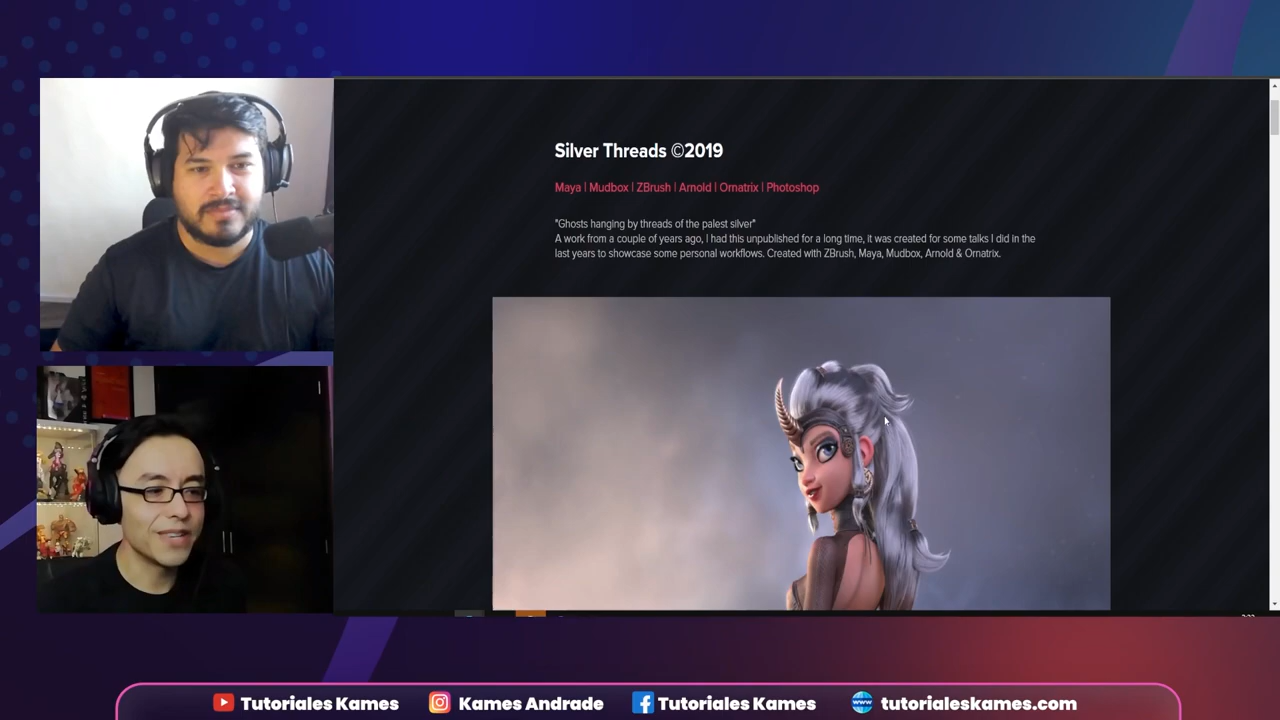 Silver Threads ©2019
Maya | Mudbox | ZBrush | Arnold | Ornatrix | Photoshop
"Ghosts hanging by threads of the palest silver"
A work from a couple of years ago, I had this unpublished for a long time, it was created for some talks I did in the
last years to showcase some personal workflows. Created with ZBrush, Maya, Mudbox, Arnold & Ornatrix.
Tutoriales Kames
Kames Andrade
Tutoriales Kames
tutorialeskames.com